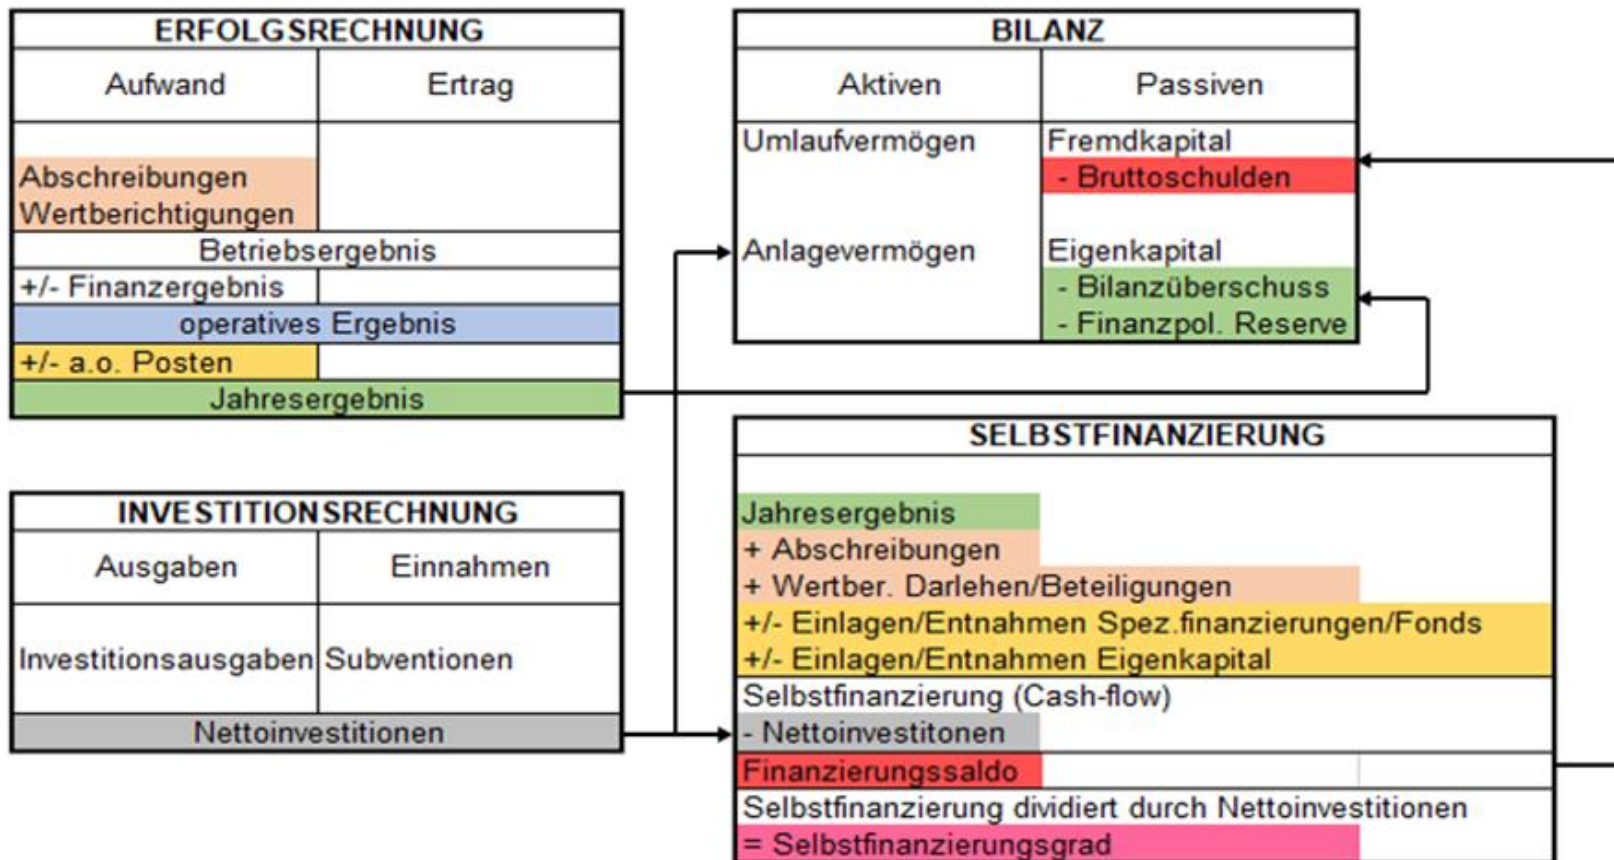 ERFOLGSRECHNUNG
Aufwand Ertrag
Abschreibungen
Wertberichtigungen
Betriebsergebnis
+/- Finanzergebnis
operatives Ergebnis
+/- a.o. Posten
Jahresergebnis
BILANZ
Aktiven Passiven
Umlaufvermögen Fremdkapital
- Bruttoschulden
Anlagevermögen Eigenkapital
- Bilanzüberschuss
- Finanzpol. Reserve
INVESTITIONSRECHNUNG
Ausgaben Einnahmen
Investitionsausgaben Subventionen
Nettoinvestitionen
SELBSTFINANZIERUNG
Jahresergebnis
+ Abschreibungen
+ Wertber. Darlehen/Beteiligungen
+/- Einlagen/Entnahmen Spez.finanzierungen/Fonds
+/- Einlagen/Entnahmen Eigenkapital
Selbstfinanzierung (Cash-flow)
- Nettoinvestitonen
Finanzierungssaldo
Selbstfinanzierung dividiert durch Nettoinvestitionen
= Selbstfinanzierungsgrad